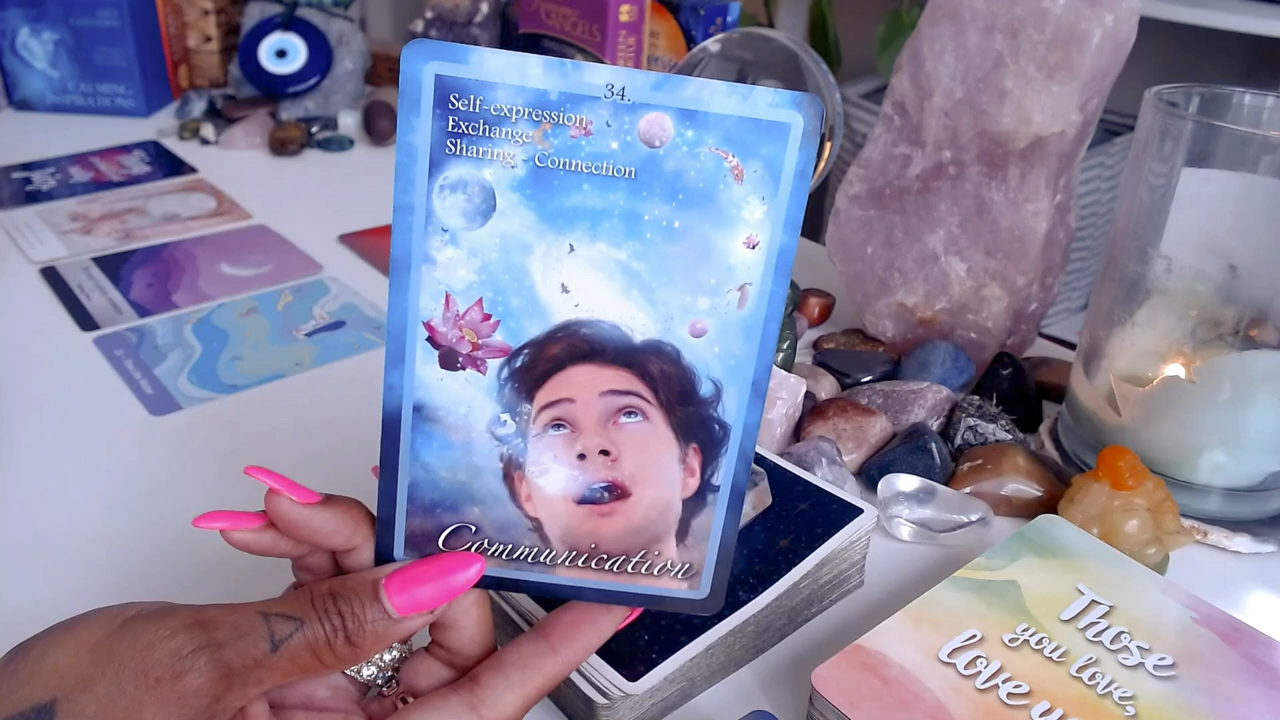 34.
Self-expression
Exchange
Sharing - Connection
Communication
CALMING
INSPIRATIONS
ANGELS
Those
you love,
love